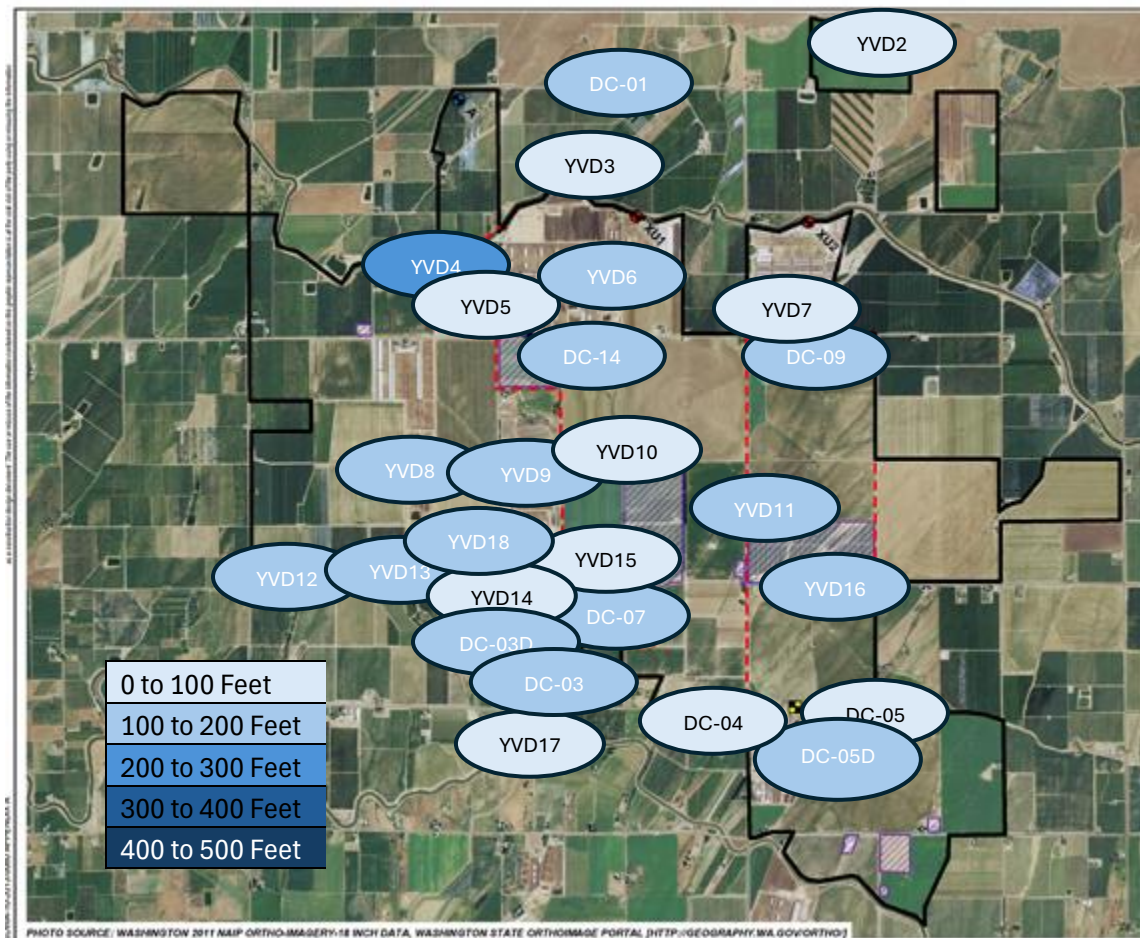 YVD2
DC-01
A
YVD3
XU1
XU2
YVD4
YVD6
YVD5
YVD7
DC-14
DC-09
YVD10
YVD8
YVD9
YVD11
YVD18
YVD15
YVD12
YVD13
YVD16
YVD14
DC-07
DC-03D
DC-03
0 to 100 Feet
100 to 200 Feet
200 to 300 Feet
300 to 400 Feet
400 to 500 Feet
DC-04
DC-05
YVD17
DC-05D
PHOTO SOURCE: WASHINGTON 2011 NAIP ORTHO-IMAGERY-18 INCH DATA, WASHINGTON STATE ORTHOIMAGE PORTAL [HTTP://GEOGRAPHY.WA.GOV/ORTHO/]